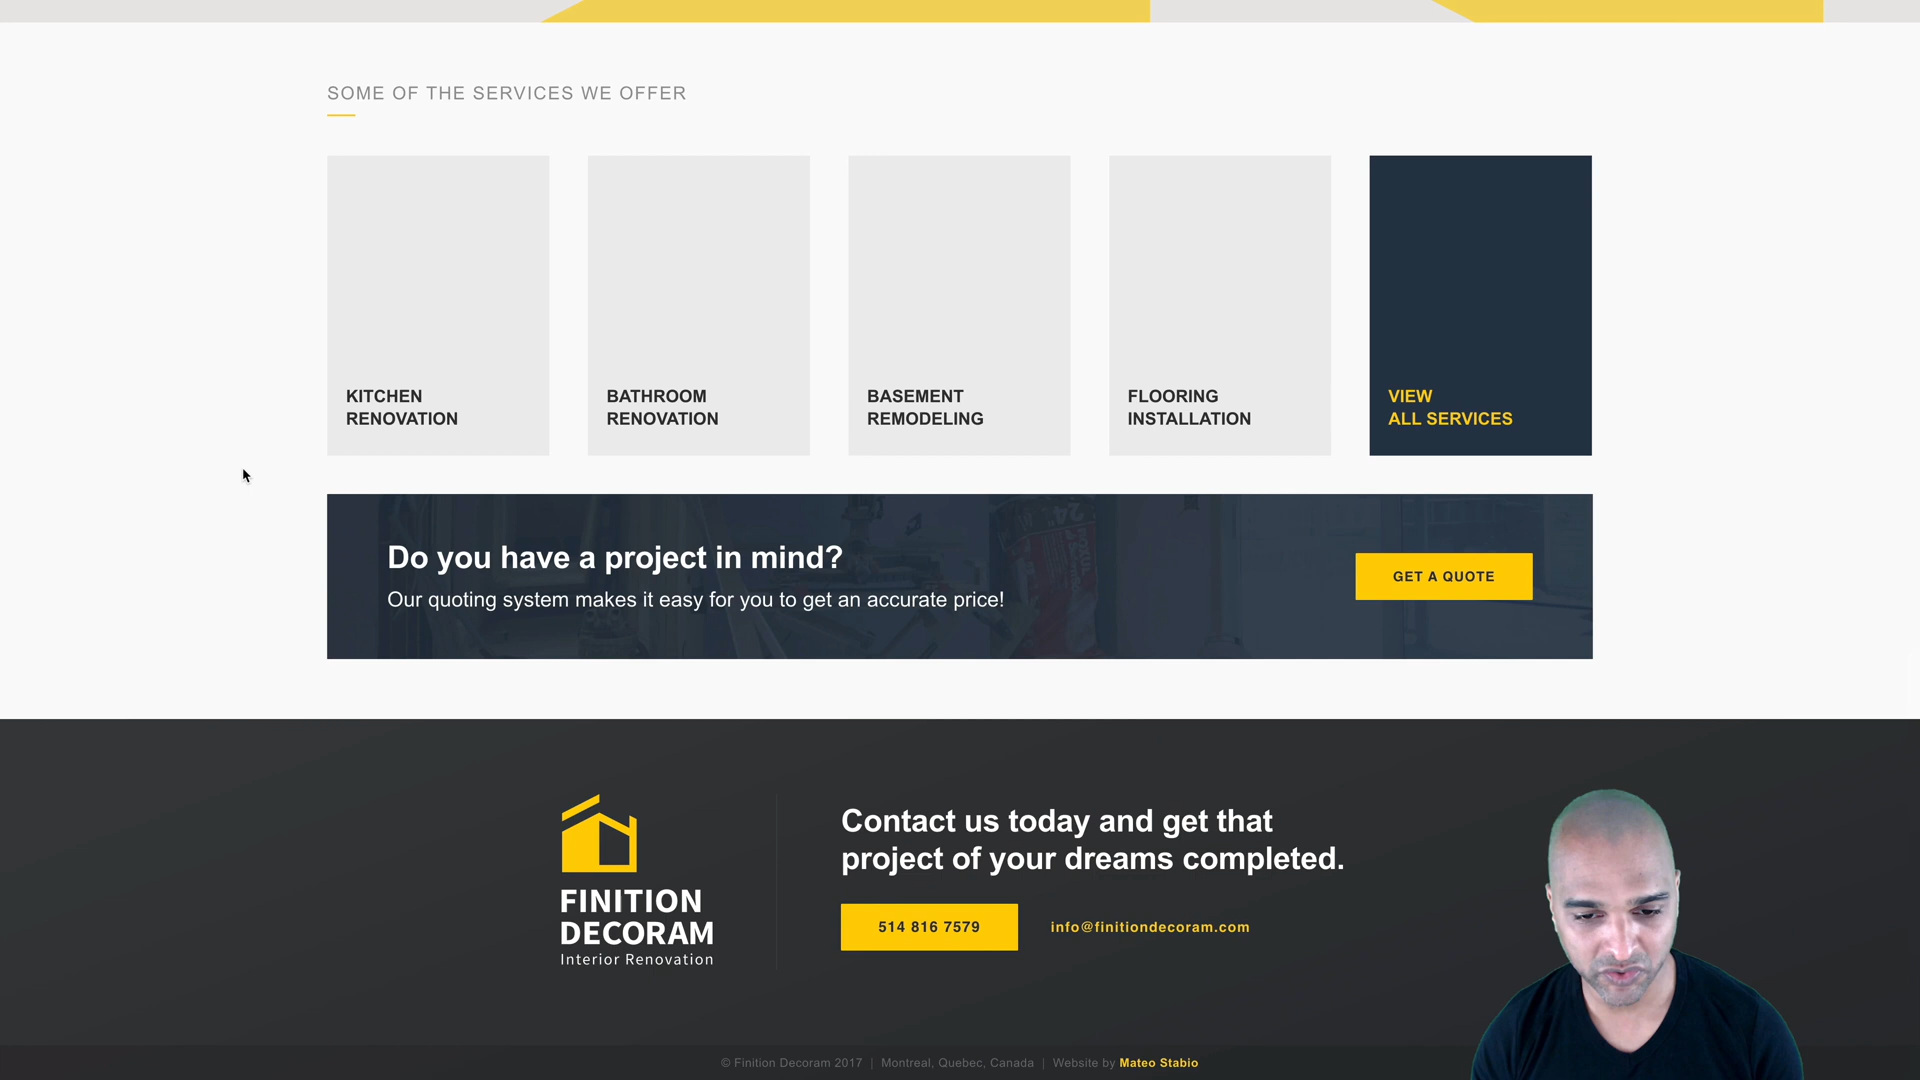 SOME OF THE SERVICES WE OFFER
KITCHEN
RENOVATION
BATHROOM
RENOVATION
BASEMENT
REMODELING
FLOORING
INSTALLATION
VIEW
ALL SERVICES
Do you have a project in mind?
Our quoting system makes it easy for you to get an accurate price!
GET A QUOTE
FINITION
DECORAM
Interior Renovation
Contact us today and get that
project of your dreams completed.
514 816 7579
info@finitiondecoram.com
© Finition Decoram 2017 | Montreal, Quebec, Canada | Website by Mateo Stabio